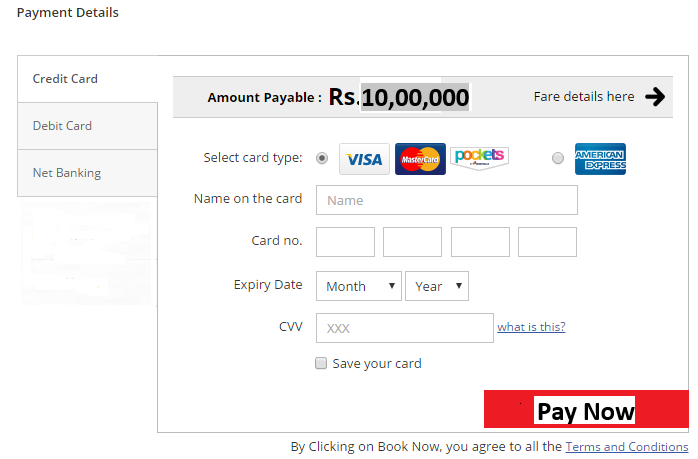 Payment Details
Credit Card
Debit Card
Net Banking
Amount Payable : Rs.10,00,000 Fare details here
Select card type: VISA MasterCard pockets AMERICAN EXPRESS
Name on the card Name
Card no.
Expiry Date Month Year
CVV XXX what is this?
Save your card
Pay Now
By Clicking on Book Now, you agree to all the Terms and Conditions